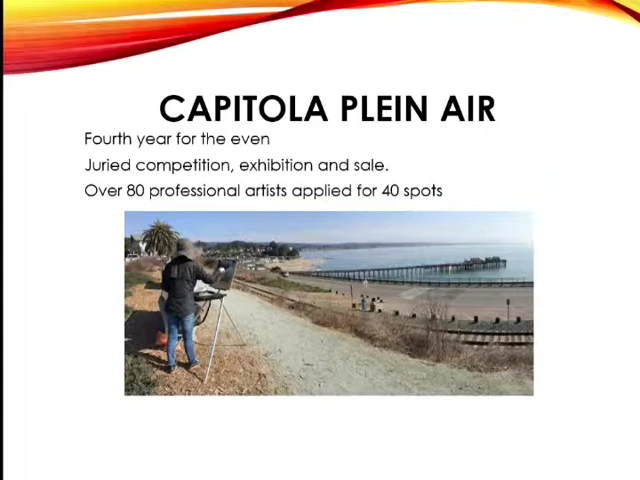 CAPITOLA PLEIN AIR
Fourth year for the even
Juried competition, exhibition and sale.
Over 80 professional artists applied for 40 spots